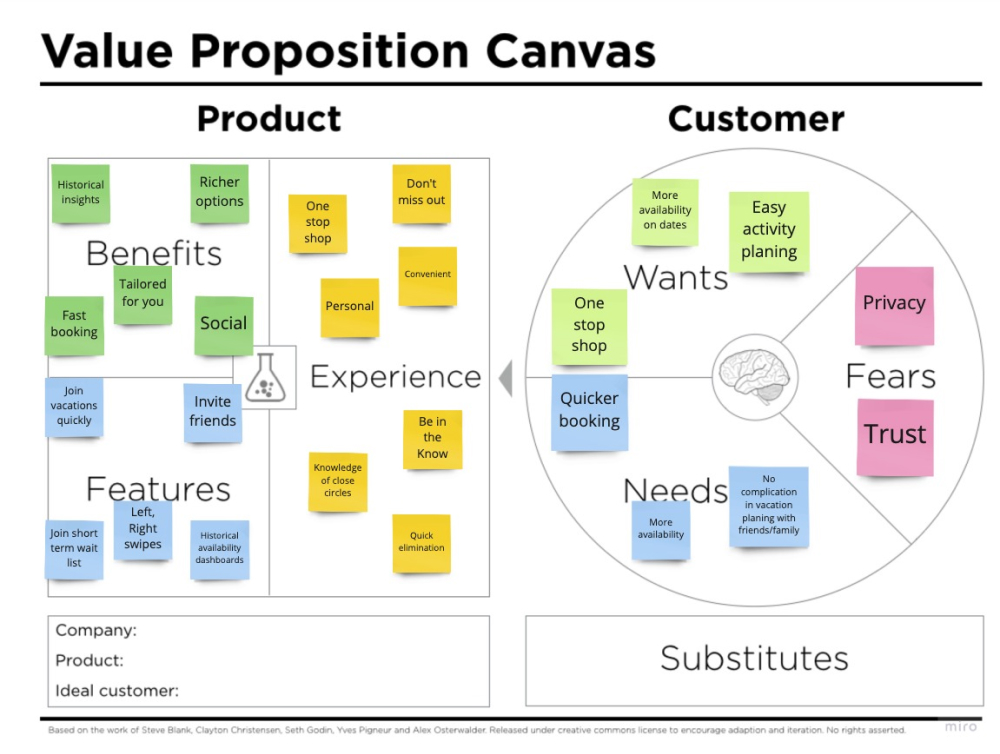 Value Proposition Canvas
Product
Customer
Historical
insights
Richer
options
Benefits
Tailored
for you
Fast
booking
Social
Join
vacations
quickly
Invite
friends
Features
Join short
term wait
list
Left,
Right
swipes
Historical
availability
dashboards
One
stop
shop
Don't
miss out
Convenient
Personal
Experience
Be in
the
Know
Knowledge
of close
circles
Quick
elimination
More
availability
on dates
Easy
activity
planing
Wants
One
stop
shop
Privacy
Fears
Trust
Quicker
booking
Needs
More
availability
No
complication
in vacation
planing with
friends/family
Company:
Product:
Ideal customer:
Substitutes
Based on the work of Steve Blank, Clayton Christensen, Seth Godin, Yves Pigneur and Alex Osterwalder. Released under creative commons license to encourage adaption and iteration. No rights asserted.
miro